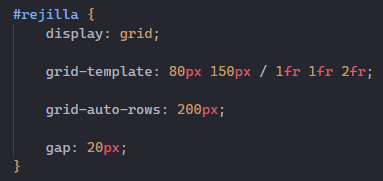 #rejilla {
display: grid;
grid-template: 80px 150px / 1fr 1fr 2fr;
grid-auto-rows: 200px;
gap: 20px;
}